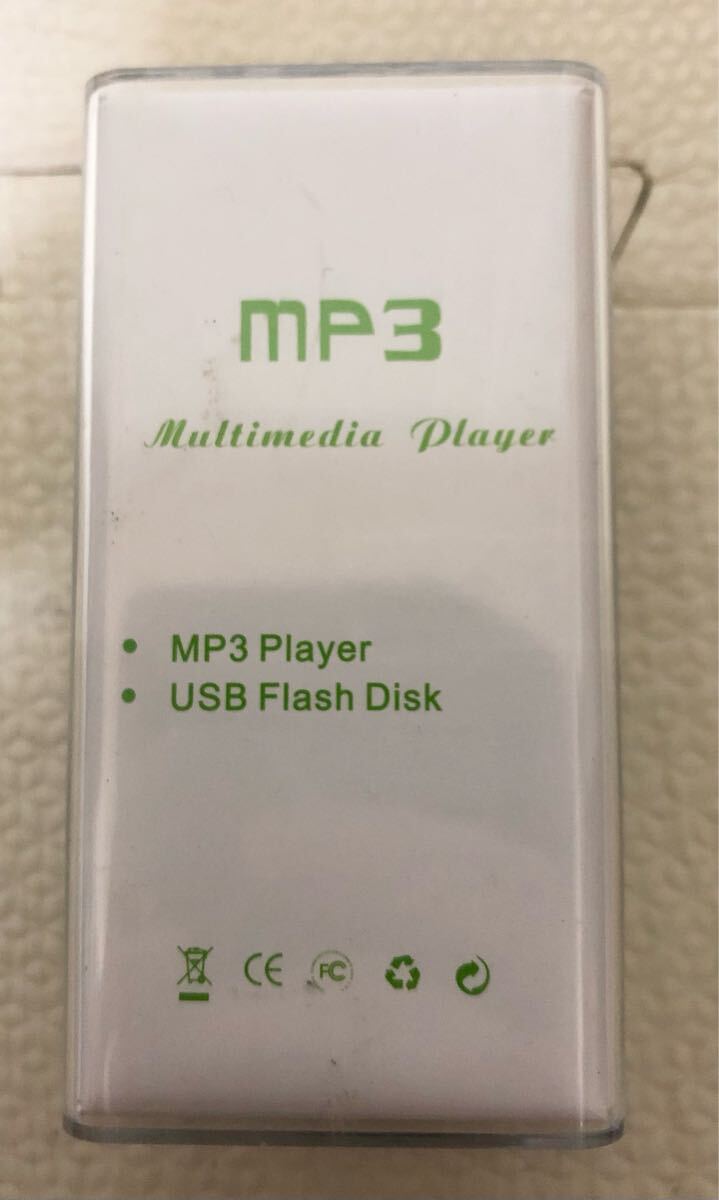 MP3
Multimedia Player
• MP3 Player
• USB Flash Disk
CE FC